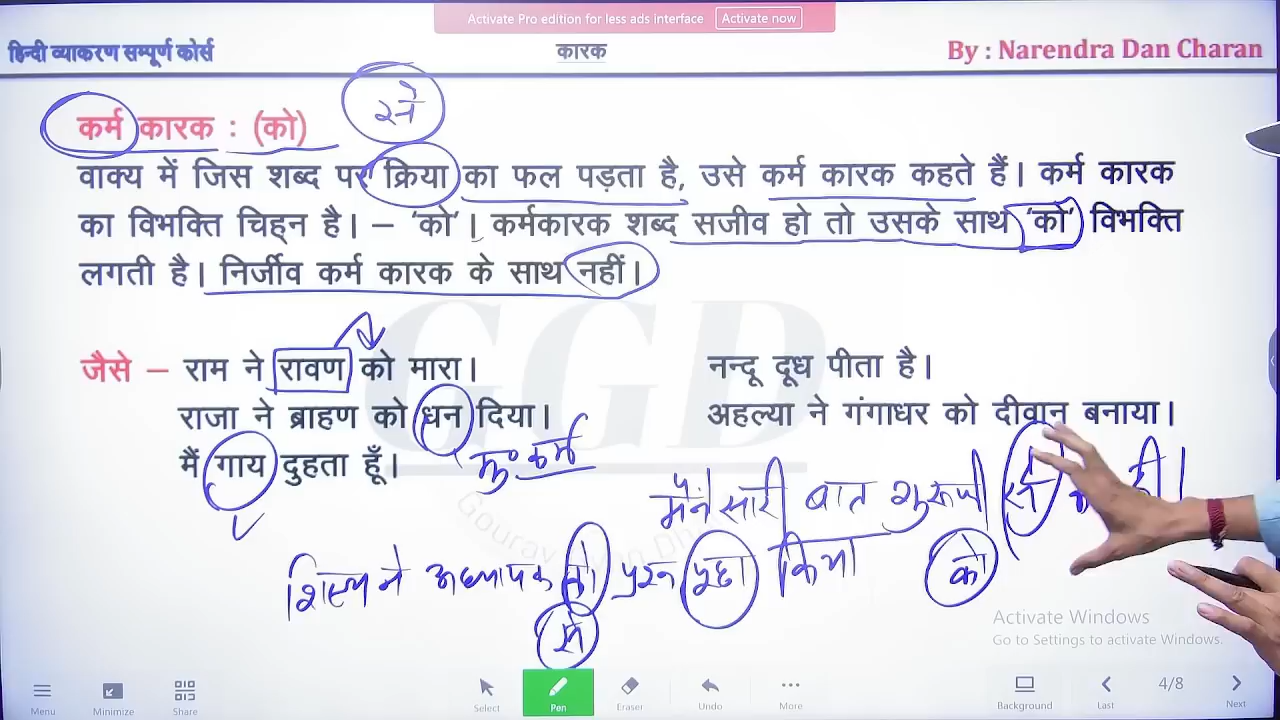 Activate Pro edition for less ads interface Activate now
हिन्दी व्याकरण सम्पूर्ण कोर्स
कारक
By : Narendra Dan Charan
कर्म कारक : (को) से
वाक्य में जिस शब्द पर क्रिया का फल पड़ता है, उसे कर्म कारक कहते हैं। कर्म कारक
का विभक्ति चिह्न है। – ‘को’। कर्मकारक शब्द सजीव हो तो उसके साथ ‘को’ विभक्ति
लगती है। निर्जीव कर्म कारक के साथ नहीं।
जैसे – राम ने रावण को मारा। नन्दू दूध पीता है।
राजा ने ब्राहण को धन दिया। अहल्या ने गंगाधर को दीवान बनाया।
मैं गाय दुहता हूँ। मु० कर्म
मैंने सारी बात गुरूजी से
शिष्य ने अध्यापक को प्रश्न पूछा किया को
से
GGD
Activate Windows
Go to Settings to activate Windows.
Menu Minimize Share Select Pen Eraser Undo More Background Last 4/8 Next